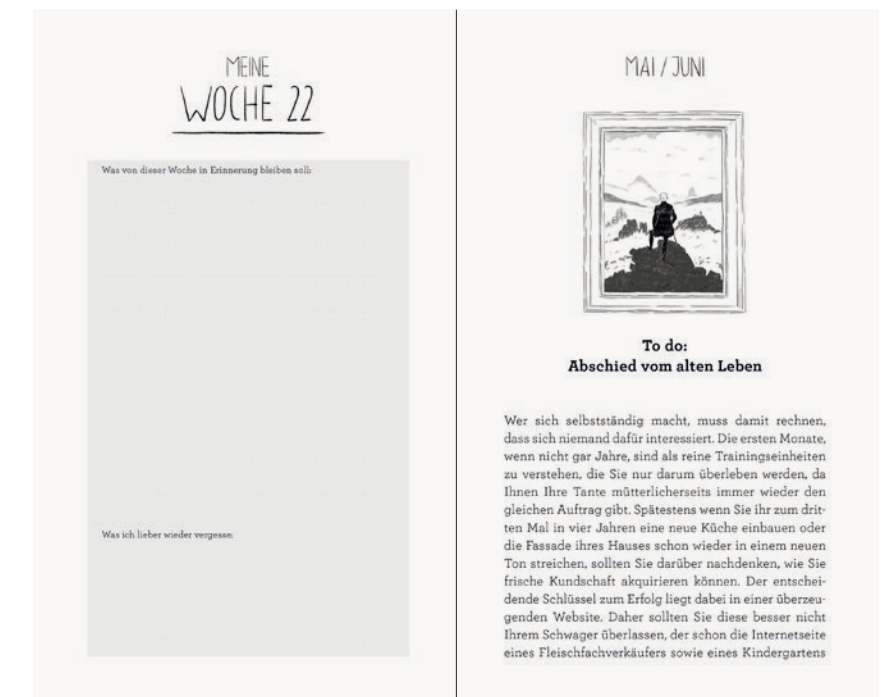 MEINE
WOCHE 22
Was von dieser Woche in Erinnerung bleiben soll:
Was ich lieber wieder vergesse:
MAI / JUNI
To do:
Abschied vom alten Leben
Wer sich selbstständig macht, muss damit rechnen,
dass sich niemand dafür interessiert. Die ersten Monate,
wenn nicht gar Jahre, sind als reine Trainingseinheiten
zu verstehen, die Sie nur darum überleben werden, da
Ihnen Ihre Tante mütterlicherseits immer wieder den
gleichen Auftrag gibt. Spätestens wenn Sie ihr zum drit-
ten Mal in vier Jahren eine neue Küche einbauen oder
die Fassade ihres Hauses schon wieder in einem neuen
Ton streichen, sollten Sie darüber nachdenken, wie Sie
frische Kundschaft akquirieren können. Der entschei-
dende Schlüssel zum Erfolg liegt dabei in einer überzeu-
genden Website. Daher sollten Sie diese besser nicht
Ihrem Schwager überlassen, der schon die Internetseite
eines Fleischfachverkäufers sowie eines Kindergartens